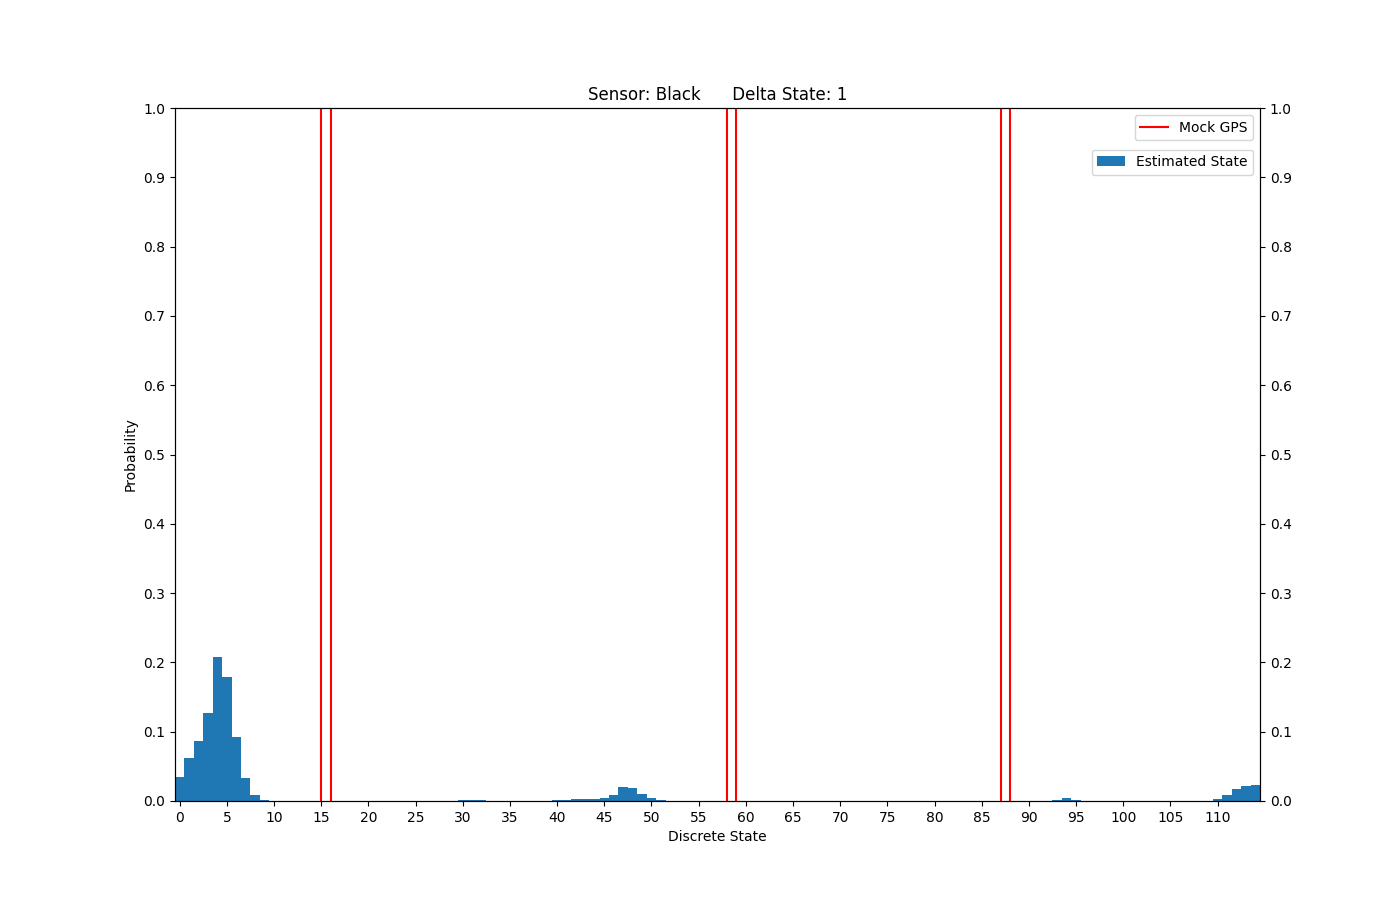 Sensor: Black Delta State: 1
1.0 1.0
Mock GPS
Estimated State
0.9 0.9
0.8 0.8
0.7 0.7
0.6 0.6
0.5 0.5
Probability
0.4 0.4
0.3 0.3
0.2 0.2
0.1 0.1
0.0 0.0
0 5 10 15 20 25 30 35 40 45 50 55 60 65 70 75 80 85 90 95 100 105 110
Discrete State